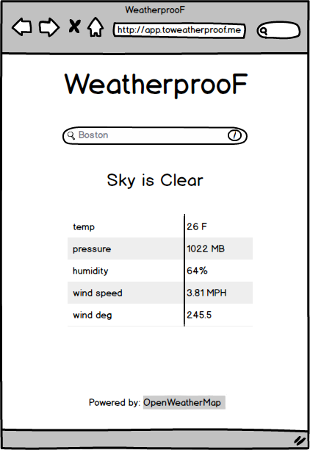 WeatherprooF
http://app.toweatherproof.me
WeatherprooF
Boston
Sky is Clear
temp 26 F
pressure 1022 MB
humidity 64%
wind speed 3.81 MPH
wind deg 245.5
Powered by: OpenWeatherMap